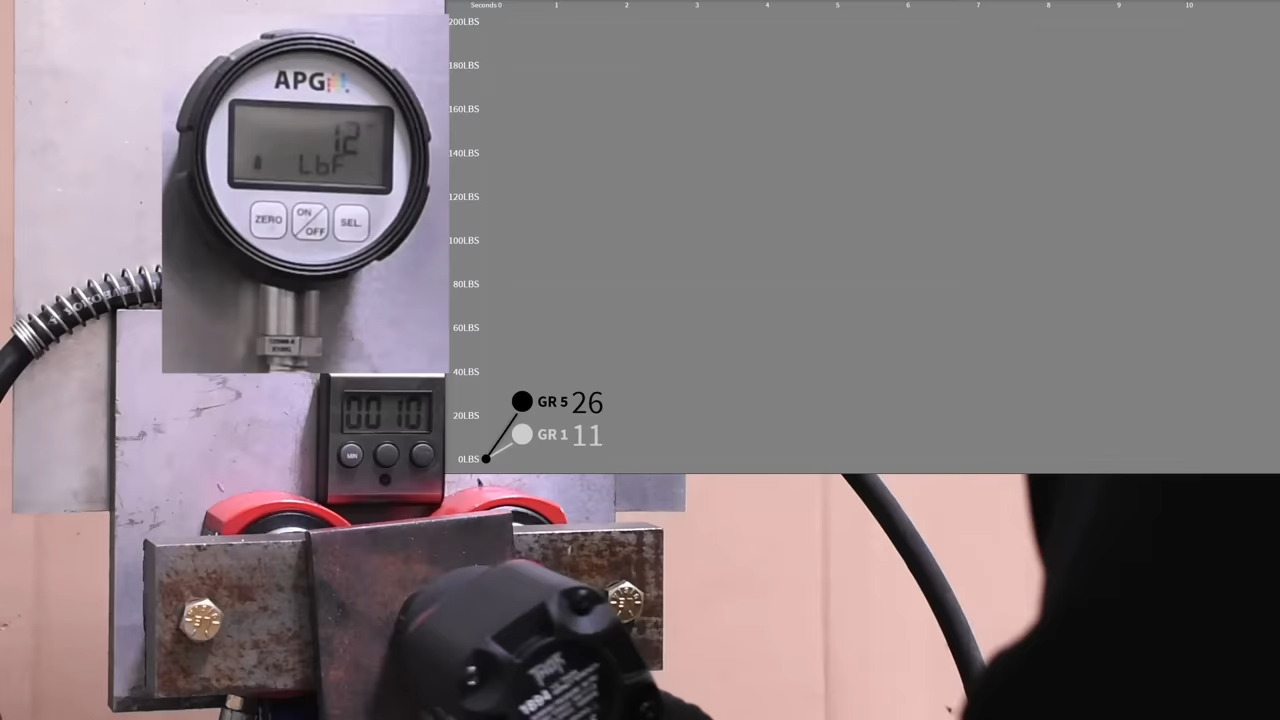 Seconds 0 1 2 3 4 5 6 7 8 9 10
200LBS
180LBS
160LBS
140LBS
120LBS
100LBS
80LBS
60LBS
40LBS
20LBS
0LBS
GR 5 26
GR 1 11
APG
12
LbF
ZERO
ON
OFF
SEL.
00 10
MIN
1894